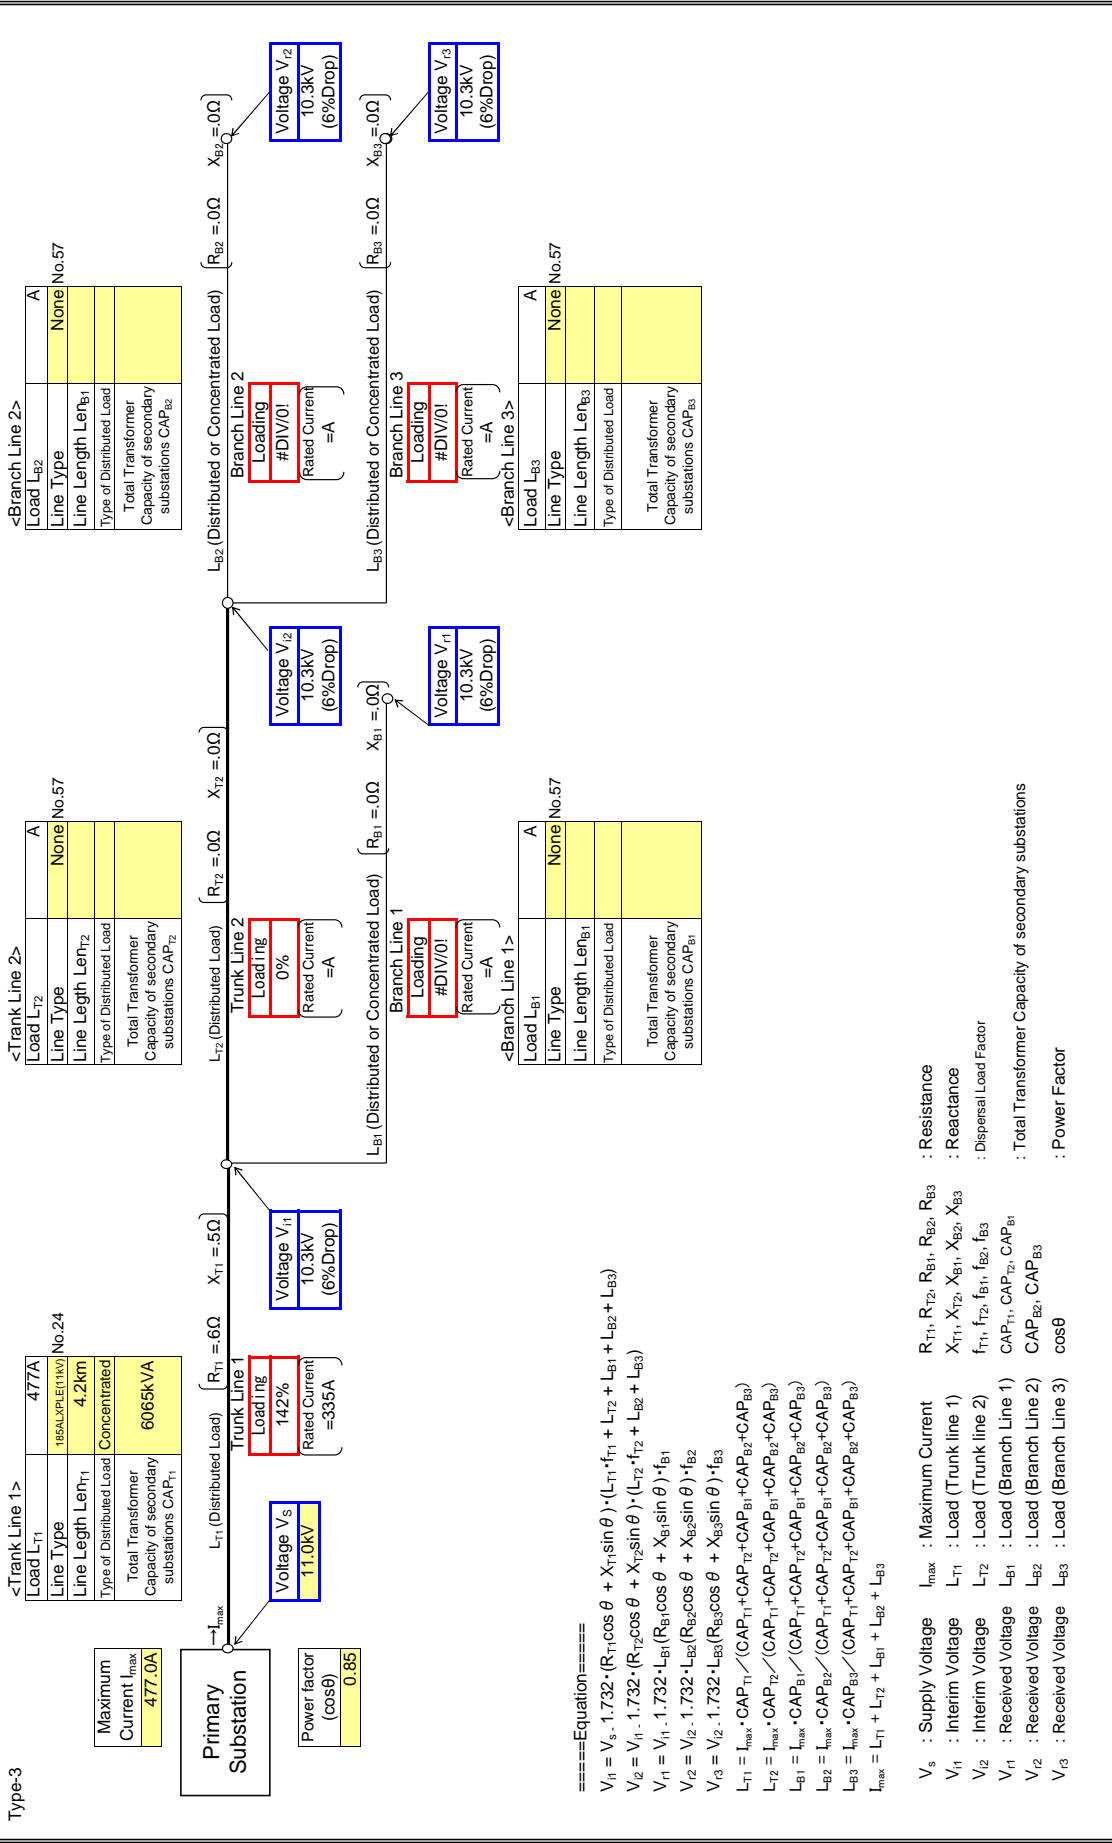 Type-3
Maximum
Current Imax
477.0A
Primary
Substation
Power factor
(cosθ)
0.85
→Imax
Voltage VS
11.0kV
<Trank Line 1>
Load LT1 477A
Line Type 185ALXPLE(11kV) No.24
Line Legth LenT1 4.2km
Type of Distributed Load Concentrated
Total Transformer
Capacity of secondary
substations CAPT1
6065kVA
LT1 (Distributed Load)
RT1 =.6Ω XT1 =.5Ω
Trunk Line 1
Loading
142%
Rated Current
=335A
Voltage Vi1
10.3kV
(6%Drop)
<Trank Line 2>
Load LT2 A
Line Type None No.57
Line Length LenT2
Type of Distributed Load
Total Transformer
Capacity of secondary
substations CAPT2
LT2 (Distributed Load)
RT2 =.0Ω XT2 =.0Ω
Trunk Line 2
Loading
0%
Rated Current
=A
Voltage Vi2
10.3kV
(6%Drop)
LB1 (Distributed or Concentrated Load)
RB1 =.0Ω XB1 =.0Ω
Branch Line 1
Loading
#DIV/0!
Rated Current
=A
Voltage Vr1
10.3kV
(6%Drop)
<Branch Line 1>
Load LB1 A
Line Type None No.57
Line Length LenB1
Type of Distributed Load
Total Transformer
Capacity of secondary
substations CAPB1
<Branch Line 2>
Load LB2 A
Line Type None No.57
Line Length LenB1
Type of Distributed Load
Total Transformer
Capacity of secondary
substations CAPB2
LB2 (Distributed or Concentrated Load)
RB2 =.0Ω XB2 =.0Ω
Branch Line 2
Loading
#DIV/0!
Rated Current
=A
Voltage Vr2
10.3kV
(6%Drop)
LB3 (Distributed or Concentrated Load)
RB3 =.0Ω XB3 =.0Ω
Branch Line 3
Loading
#DIV/0!
Rated Current
=A
Voltage Vr3
10.3kV
(6%Drop)
<Branch Line 3>
Load LB3 A
Line Type None No.57
Line Length LenB3
Type of Distributed Load
Total Transformer
Capacity of secondary
substations CAPB3
=====Equation=====
Vi1 = Vs - 1.732・(RT1cos θ + XT1sin θ)・(LT1・fT1 + LT2 + LB1 + LB2 + LB3)
Vi2 = Vi1 - 1.732・(RT2cos θ + XT2sin θ)・(LT2・fT2 + LB2 + LB3)
Vr1 = Vi1 - 1.732・LB1(RB1cos θ + XB1sin θ)・fB1
Vr2 = Vi2 - 1.732・LB2(RB2cos θ + XB2sin θ)・fB2
Vr3 = Vi2 - 1.732・LB3(RB3cos θ + XB3sin θ)・fB3
LT1 = Imax・CAPT1／(CAPT1+CAPT2+CAPB1+CAPB2+CAPB3)
LT2 = Imax・CAPT2／(CAPT1+CAPT2+CAPB1+CAPB2+CAPB3)
LB1 = Imax・CAPB1／(CAPT1+CAPT2+CAPB1+CAPB2+CAPB3)
LB2 = Imax・CAPB2／(CAPT1+CAPT2+CAPB1+CAPB2+CAPB3)
LB3 = Imax・CAPB3／(CAPT1+CAPT2+CAPB1+CAPB2+CAPB3)
Imax = LT1 + LT2 + LB1 + LB2 + LB3
Vs : Supply Voltage Imax : Maximum Current RT1, RT2, RB1, RB2, RB3 : Resistance
Vi1 : Interim Voltage LT1 : Load (Trunk line 1) XT1, XT2, XB1, XB2, XB3 : Reactance
Vi2 : Interim Voltage LT2 : Load (Trunk line 2) fT1, fT2, fB1, fB2, fB3 : Dispersal Load Factor
Vr1 : Received Voltage LB1 : Load (Branch Line 1) CAPT1, CAPT2, CAPB1 : Total Transformer Capacity of secondary substations
Vr2 : Received Voltage LB2 : Load (Branch Line 2) CAPB2, CAPB3
Vr3 : Received Voltage LB3 : Load (Branch Line 3) cosθ : Power Factor